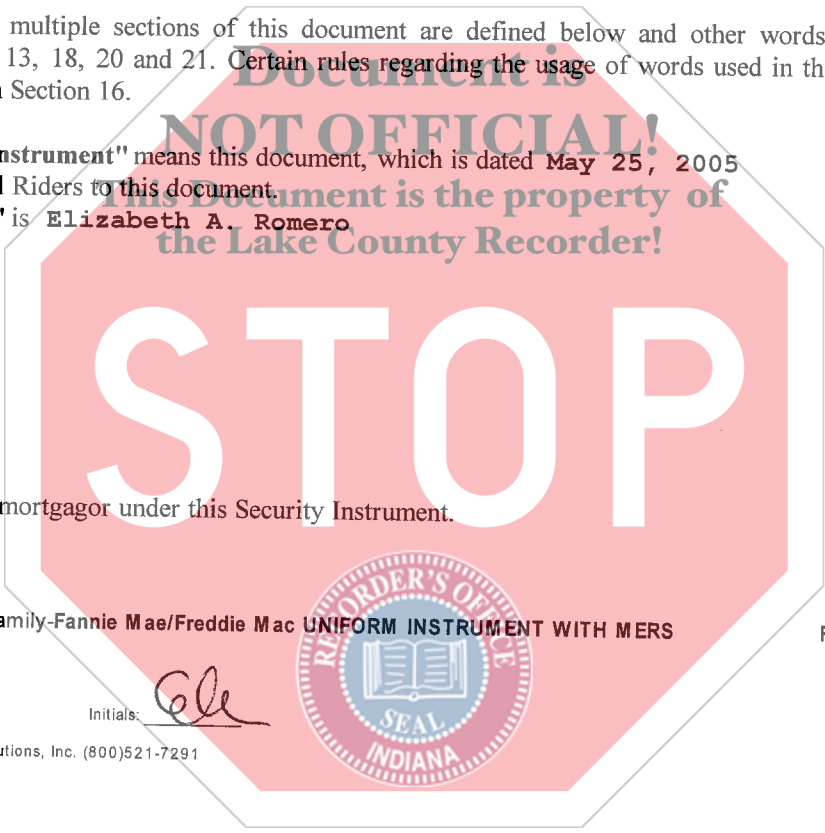 multiple sections of this document are defined below and other words
13, 18, 20 and 21. Certain rules regarding the usage of words used in th
Section 16.
Document is
NOT OFFICIAL!
This Document is the property of
the Lake County Recorder!
nstrument" means this document, which is dated May 25, 2005
Riders to this document.
" is Elizabeth A. Romero
STOP
mortgagor under this Security Instrument.
amily-Fannie Mae/Freddie Mac UNIFORM INSTRUMENT WITH MERS
RECORDER'S OFFICE
SEAL
INDIANA
Initials:
utions, Inc. (800)521-7291